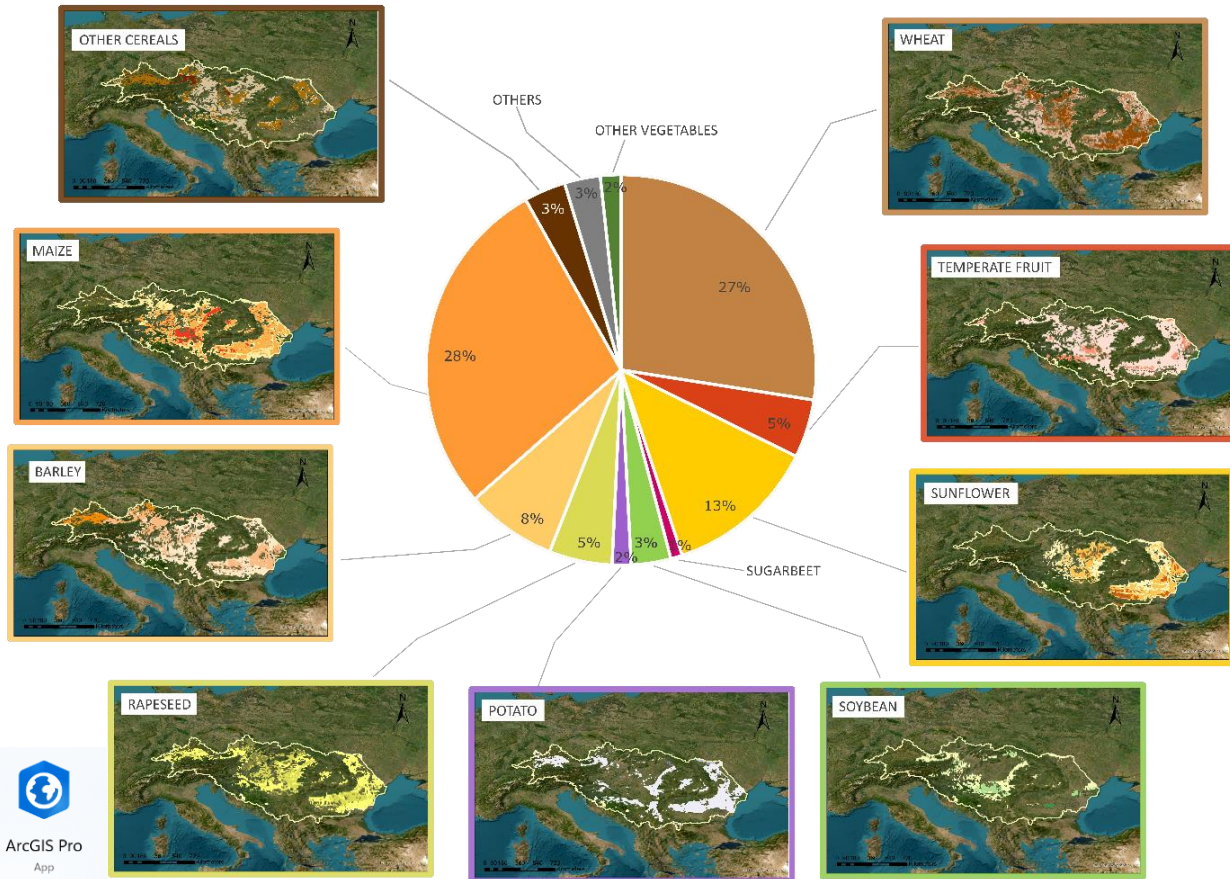 OTHER CEREALS
N
WHEAT
N
OTHERS
OTHER VEGETABLES
3%
3%
2%
MAIZE
N
TEMPERATE FRUIT
N
27%
28%
5%
BARLEY
N
SUNFLOWER
N
13%
8%
5%
2%
3%
%
SUGARBEET
RAPESEED
N
POTATO
N
SOYBEAN
N
ArcGIS Pro
App